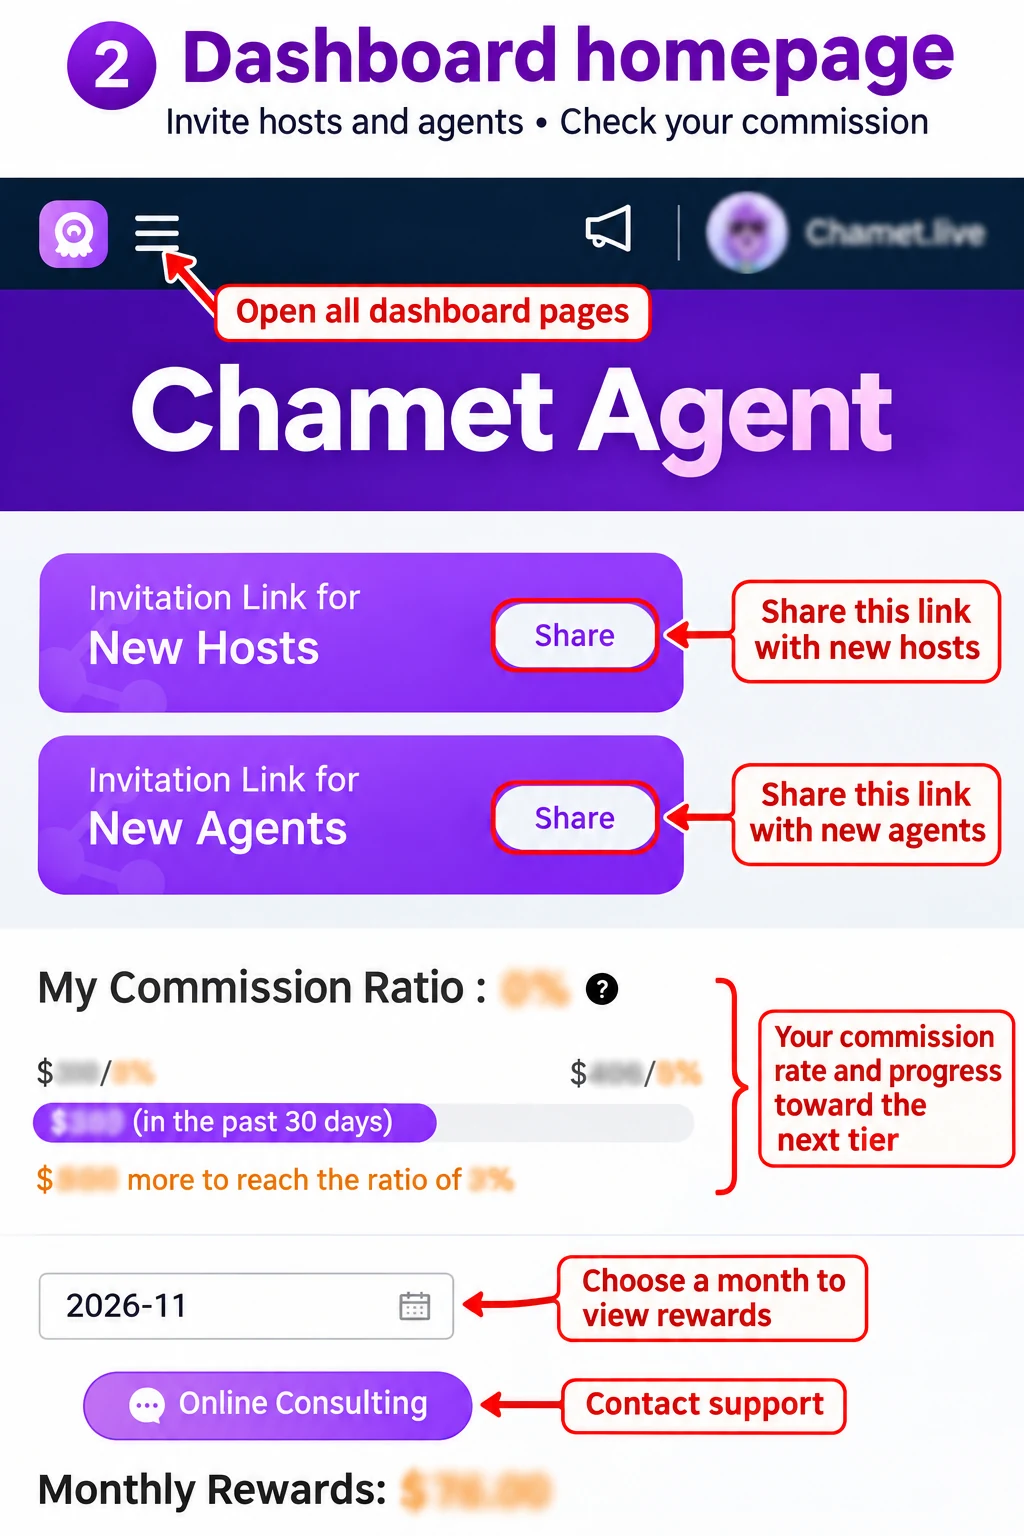 2 Dashboard homepage
Invite hosts and agents • Check your commission
Chamet.live
Open all dashboard pages
Chamet Agent
Invitation Link for
New Hosts
Share
Share this link
with new hosts
Invitation Link for
New Agents
Share
Share this link
with new agents
My Commission Ratio : ?
$ /
$ /
(in the past 30 days)
$ more to reach the ratio of
Your commission
rate and progress
toward the
next tier
2026-11
Choose a month to
view rewards
Online Consulting
Contact support
Monthly Rewards: